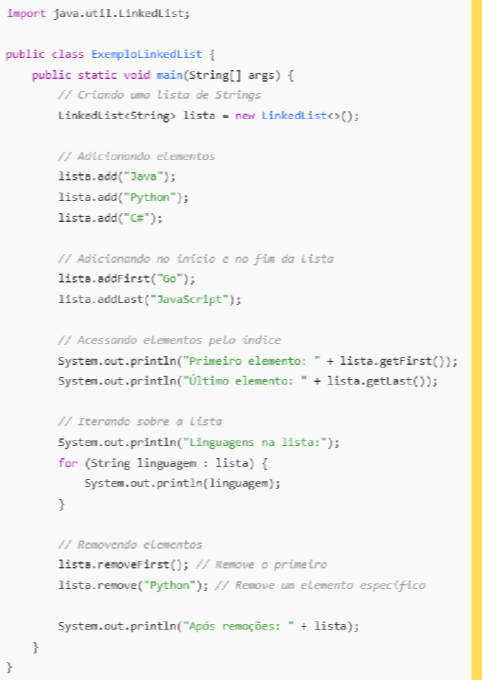 import java.util.LinkedList;
public class ExemploLinkedList {
public static void main(String[] args) {
// Criando uma lista de Strings
LinkedList<String> lista = new LinkedList<>();
// Adicionando elementos
lista.add("Java");
lista.add("Python");
lista.add("C#");
// Adicionando no início e no fim da lista
lista.addFirst("Go");
lista.addLast("JavaScript");
// Acessando elementos pelo índice
System.out.println("Primeiro elemento: " + lista.getFirst());
System.out.println("Último elemento: " + lista.getLast());
// Iterando sobre a lista
System.out.println("Linguagens na lista:");
for (String linguagem : lista) {
System.out.println(linguagem);
}
// Removendo elementos
lista.removeFirst(); // Remove o primeiro
lista.remove("Python"); // Remove um elemento específico
System.out.println("Após remoções: " + lista);
}
}